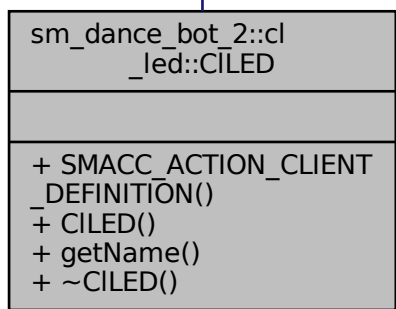 sm_dance_bot_2::cl
_led::ClLED
+ SMACC_ACTION_CLIENT
_DEFINITION()
+ ClLED()
+ getName()
+ ~ClLED()